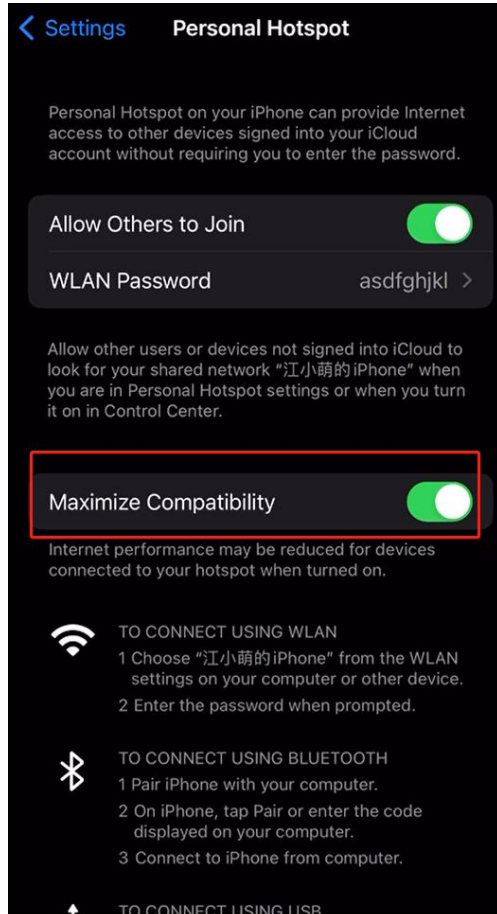 Settings
Personal Hotspot
Personal Hotspot on your iPhone can provide Internet
access to other devices signed into your iCloud
account without requiring you to enter the password.
Allow Others to Join
WLAN Password asdfghjkl
Allow other users or devices not signed into iCloud to
look for your shared network “江小萌的iPhone” when
you are in Personal Hotspot settings or when you turn
it on in Control Center.
Maximize Compatibility
Internet performance may be reduced for devices
connected to your hotspot when turned on.
TO CONNECT USING WLAN
1 Choose “江小萌的iPhone” from the WLAN
settings on your computer or other device.
2 Enter the password when prompted.
TO CONNECT USING BLUETOOTH
1 Pair iPhone with your computer.
2 On iPhone, tap Pair or enter the code
displayed on your computer.
3 Connect to iPhone from computer.
TO CONNECT USING USB